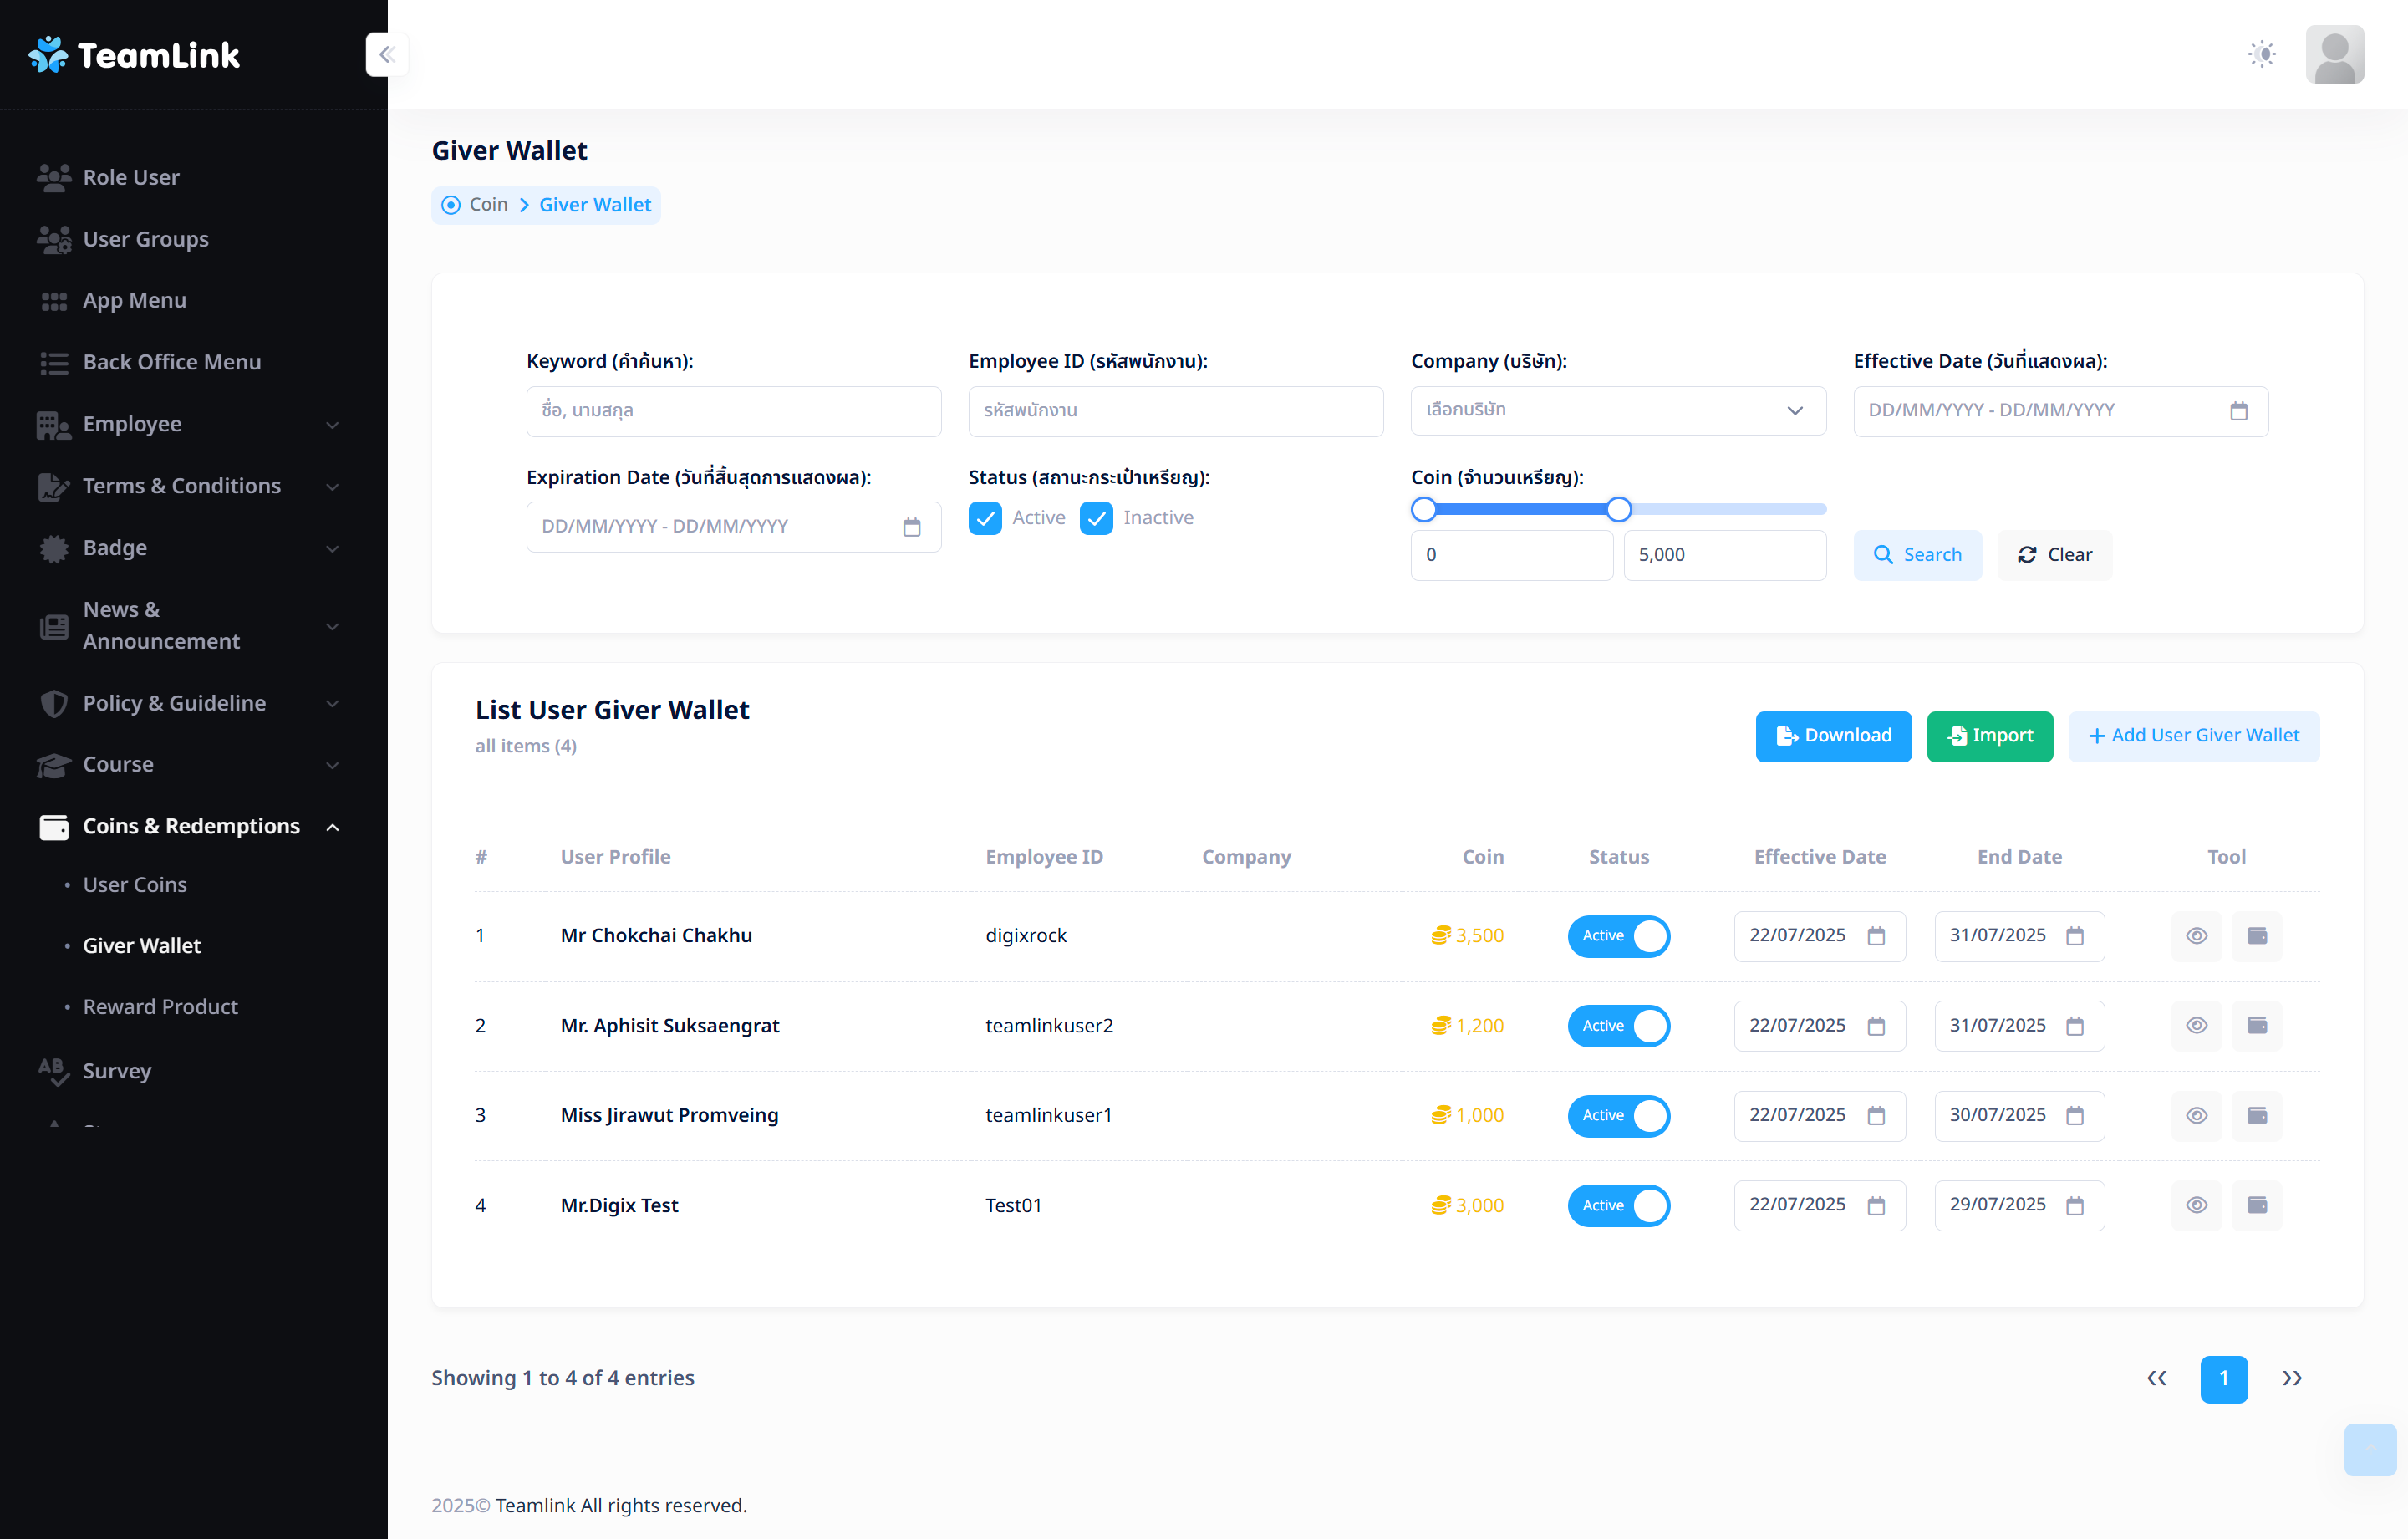 TeamLink
Role User
User Groups
App Menu
Back Office Menu
Employee
Terms & Conditions
Badge
News &
Announcement
Policy & Guideline
Course
Coins & Redemptions
• User Coins
• Giver Wallet
• Reward Product
Survey
Giver Wallet
Coin > Giver Wallet
Keyword (คำค้นหา):
ชื่อ, นามสกุล
Employee ID (รหัสพนักงาน):
รหัสพนักงาน
Company (บริษัท):
เลือกบริษัท
Effective Date (วันที่แสดงผล):
DD/MM/YYYY - DD/MM/YYYY
Expiration Date (วันที่สิ้นสุดการแสดงผล):
DD/MM/YYYY - DD/MM/YYYY
Status (สถานะกระเป๋าเหรียญ):
Active Inactive
Coin (จำนวนเหรียญ):
0 5,000
Search Clear
List User Giver Wallet
all items (4)
Download Import + Add User Giver Wallet
# User Profile Employee ID Company Coin Status Effective Date End Date Tool
1 Mr Chokchai Chakhu digixrock 3,500 Active 22/07/2025 31/07/2025
2 Mr. Aphisit Suksaengrat teamlinkuser2 1,200 Active 22/07/2025 31/07/2025
3 Miss Jirawut Promveing teamlinkuser1 1,000 Active 22/07/2025 30/07/2025
4 Mr.Digix Test Test01 3,000 Active 22/07/2025 29/07/2025
Showing 1 to 4 of 4 entries
1
2025© Teamlink All rights reserved.